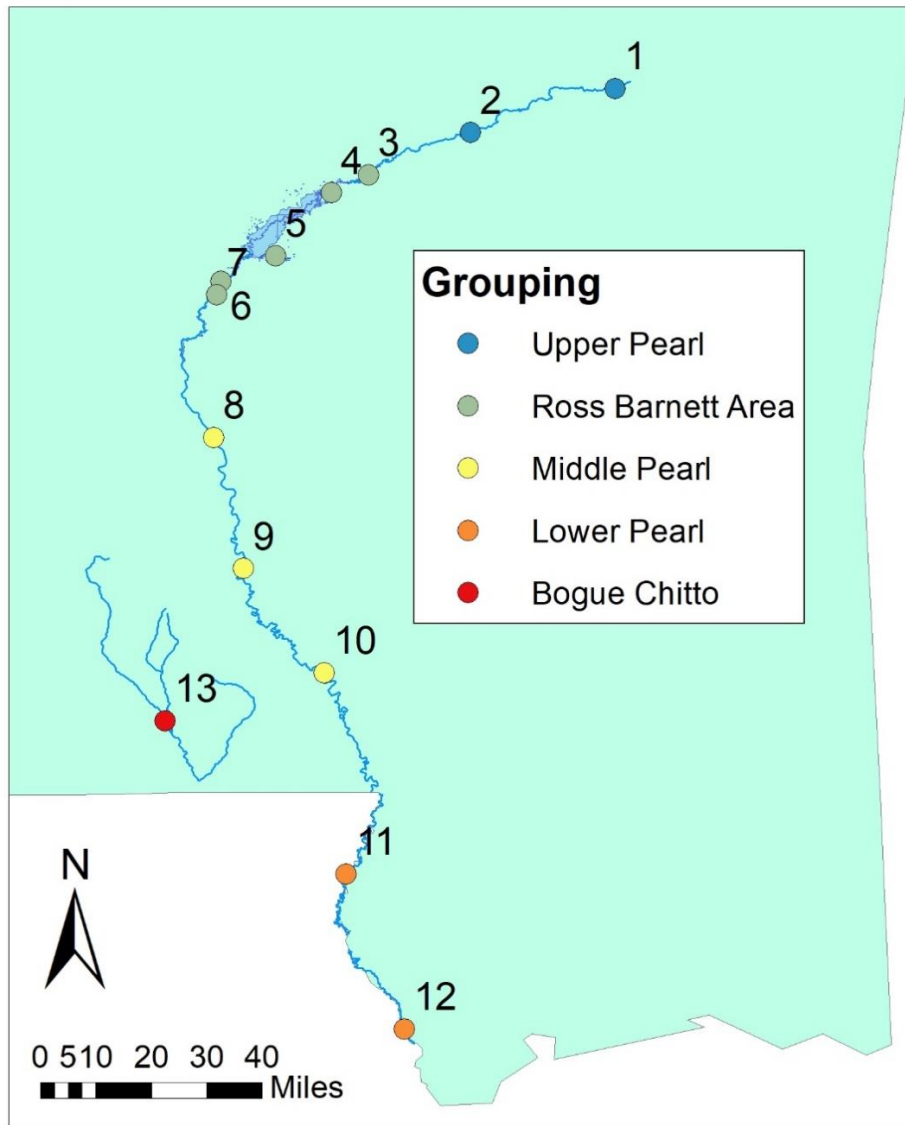 1
2
3
4
5
7
6
Grouping
Upper Pearl
Ross Barnett Area
Middle Pearl
Lower Pearl
Bogue Chitto
8
9
10
13
11
N
12
0 510 20 30 40
Miles